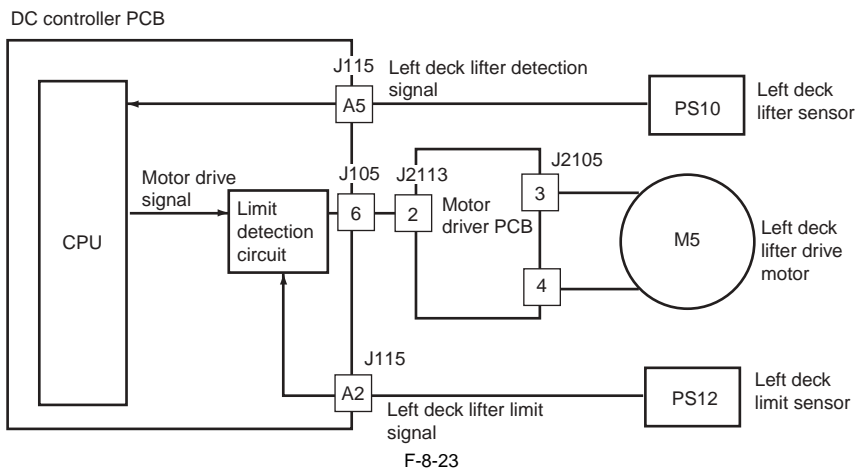 DC controller PCB
J115
Left deck lifter detection
signal
A5
PS10
Left deck
lifter sensor
Motor drive
signal
J105
J2113
J2105
CPU
Limit
detection
circuit
6
2
Motor
driver PCB
3
4
M5
Left deck
lifter drive
motor
J115
A2
Left deck lifter limit
signal
PS12
Left deck
limit sensor
F-8-23